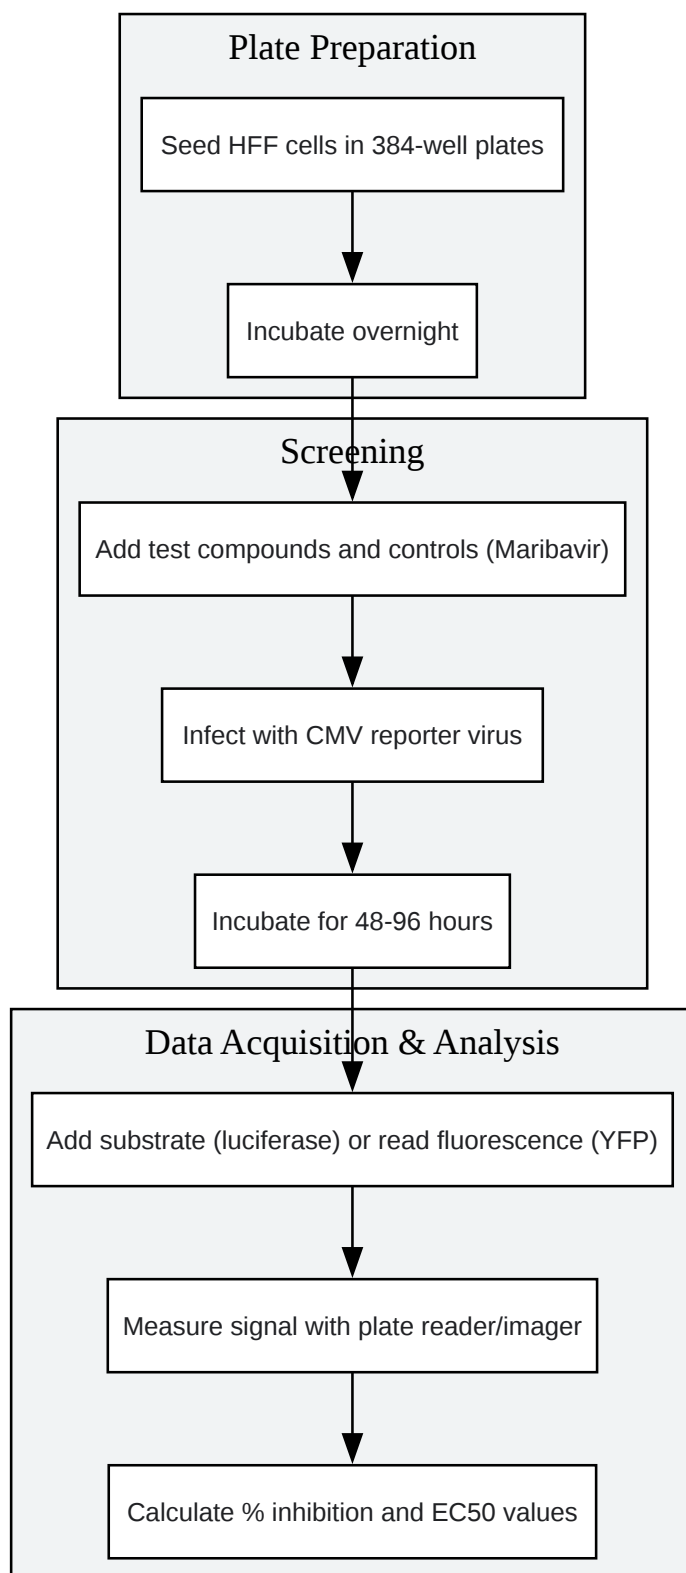 Plate Preparation
Seed HFF cells in 384-well plates
Incubate overnight
Screening
Add test compounds and controls (Maribavir)
Infect with CMV reporter virus
Incubate for 48-96 hours
Data Acquisition & Analysis
Add substrate (luciferase) or read fluorescence (YFP)
Measure signal with plate reader/imager
Calculate % inhibition and EC50 values